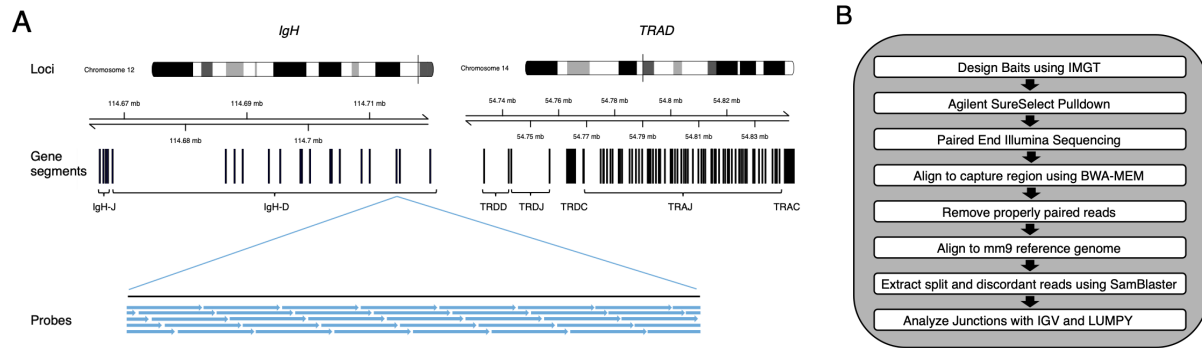 A
B
IgH
TRAD
Loci
Chromosome 12
Chromosome 14
114.67 mb
114.69 mb
114.71 mb
114.68 mb
114.7 mb
54.74 mb
54.76 mb
54.78 mb
54.8 mb
54.82 mb
54.75 mb
54.77 mb
54.79 mb
54.81 mb
54.83 mb
Gene
segments
IgH-J
IgH-D
TRDD
TRDJ
TRDC
TRAJ
TRAC
Probes
Design Baits using IMGT
Agilent SureSelect Pulldown
Paired End Illumina Sequencing
Align to capture region using BWA-MEM
Remove properly paired reads
Align to mm9 reference genome
Extract split and discordant reads using SamBlaster
Analyze Junctions with IGV and LUMPY